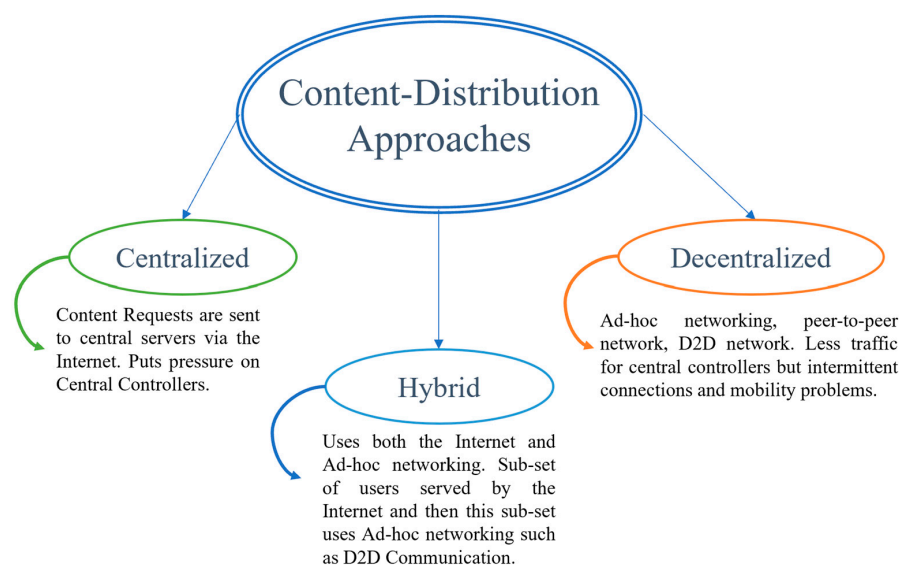 Content-Distribution
Approaches
Centralized
Content Requests are sent
to central servers via the
Internet. Puts pressure on
Central Controllers.
Hybrid
Uses both the Internet and
Ad-hoc networking. Sub-set
of users served by the
Internet and then this sub-set
uses Ad-hoc networking such
as D2D Communication.
Decentralized
Ad-hoc networking, peer-to-peer
network, D2D network. Less traffic
for central controllers but intermittent
connections and mobility problems.